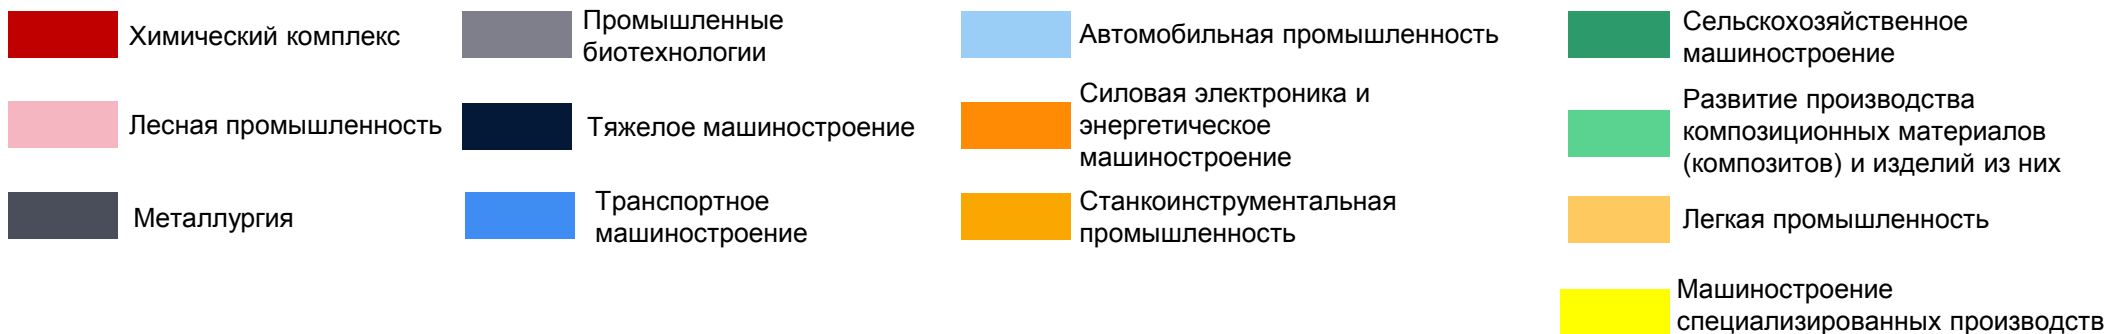 Химический комплекс
Лесная промышленность
Металлургия
Промышленные
биотехнологии
Тяжелое машиностроение
Транспортное
машиностроение
Автомобильная промышленность
Силовая электроника и
энергетическое
машиностроение
Станкоинструментальная
промышленность
Сельскохозяйственное
машиностроение
Развитие производства
композиционных материалов
(композитов) и изделий из них
Легкая промышленность
Машиностроение
специализированных производств